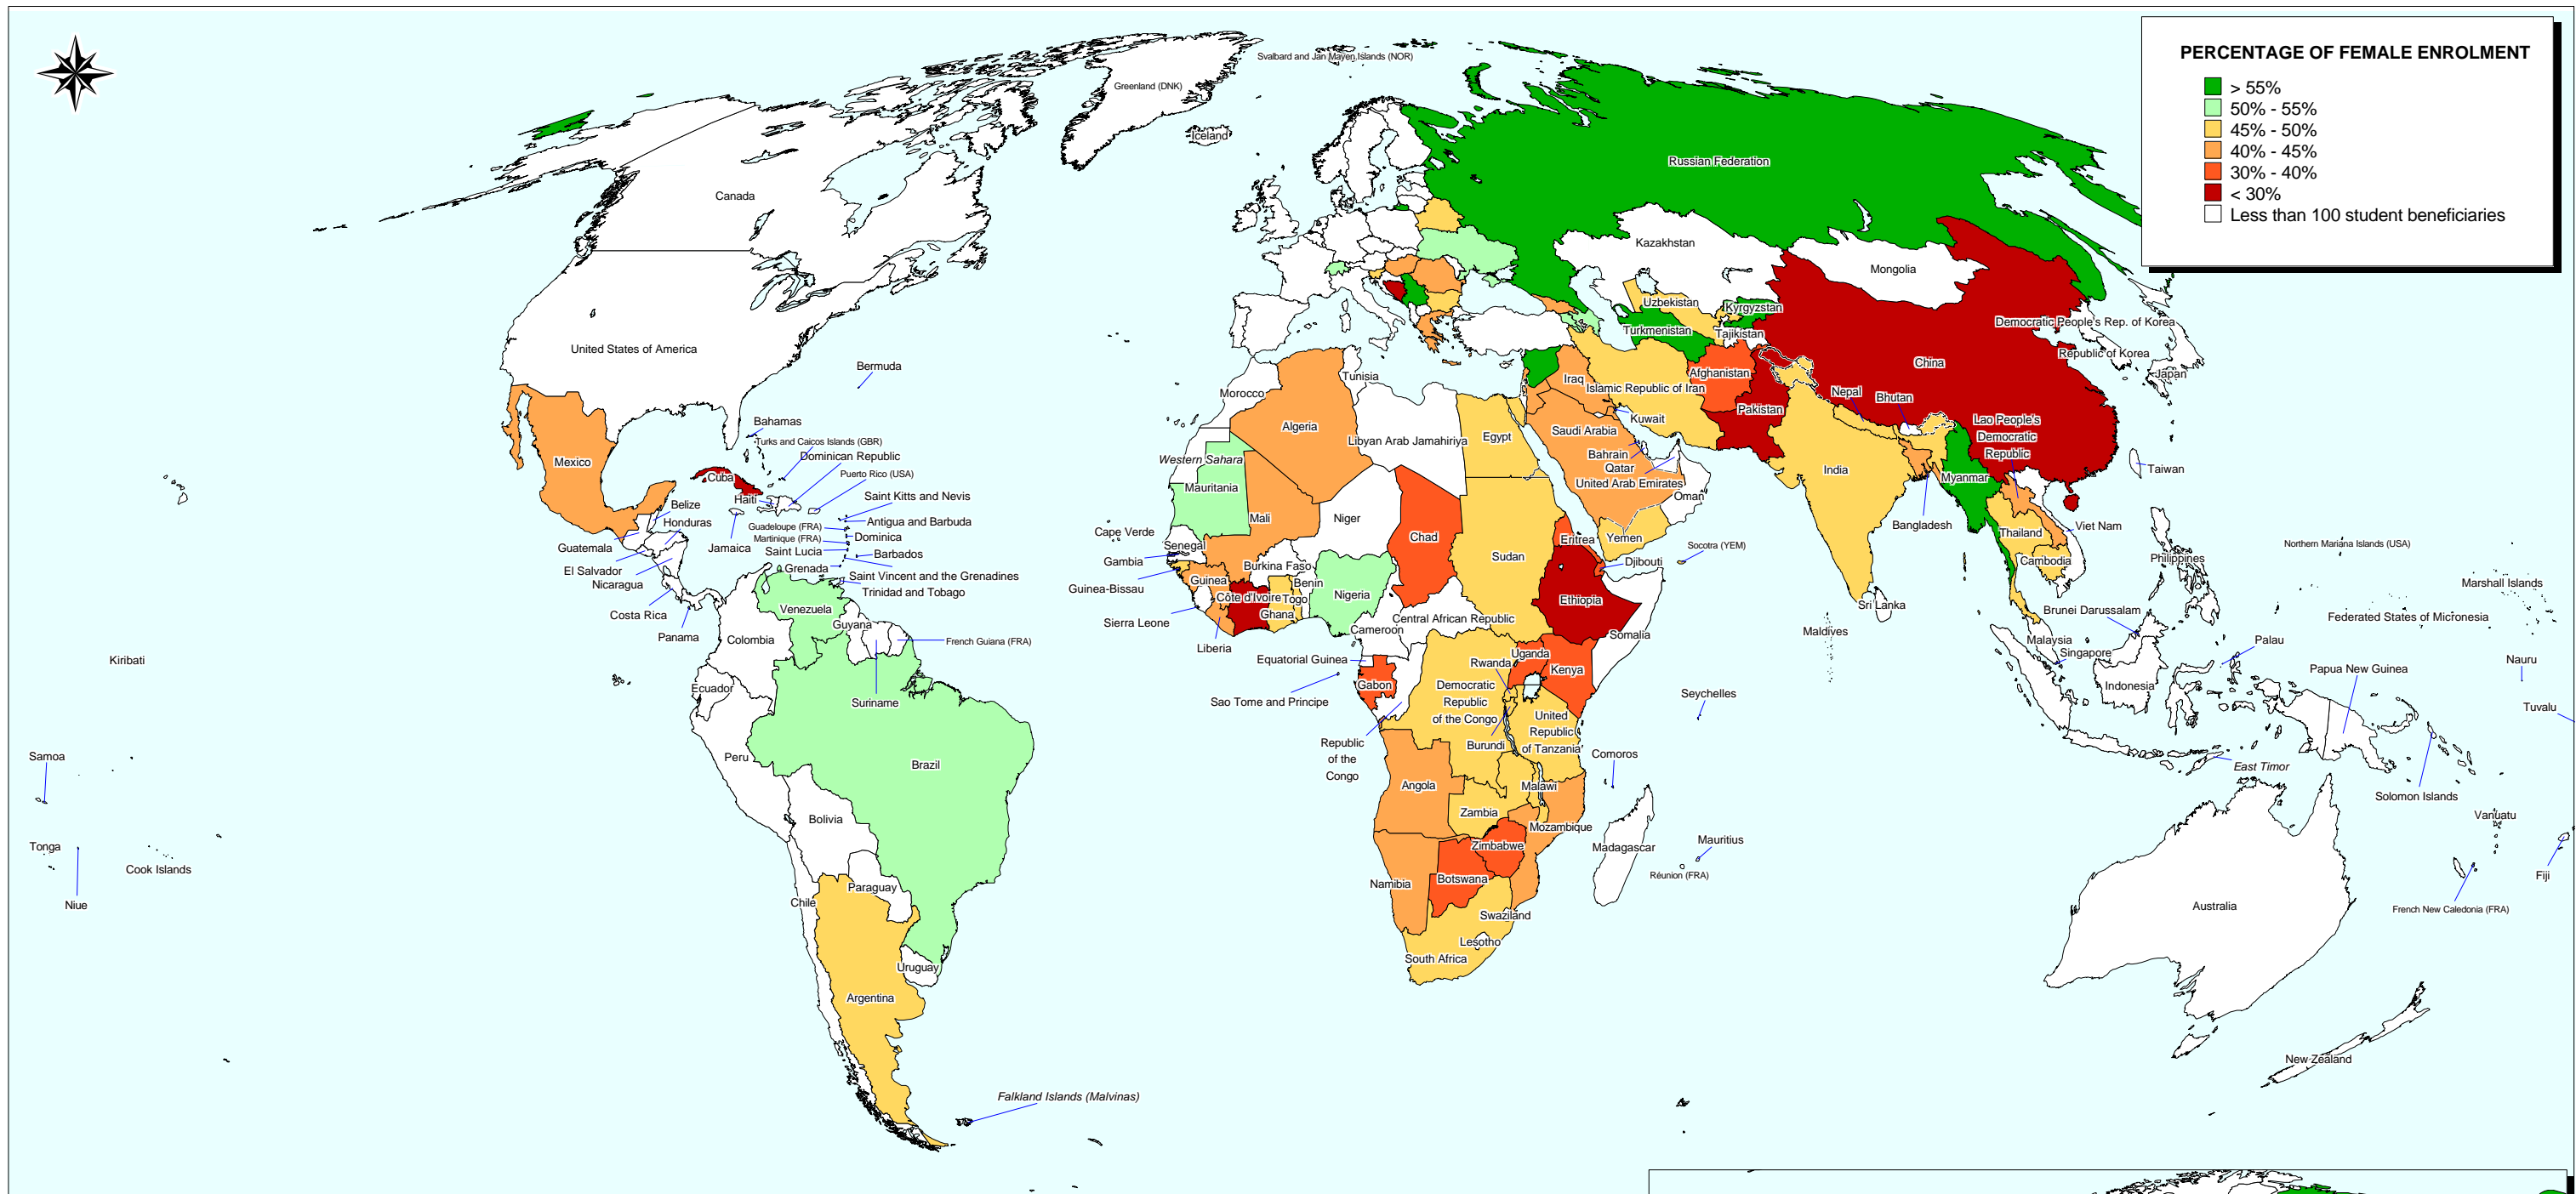 PERCENTAGE OF FEMALE ENROLMENT
> 55%
50% - 55%
45% - 50%
40% - 45%
30% - 40%
< 30%
Less than 100 student beneficiaries
Svalbard and Jan Mayen Islands (NOR)
Greenland (DNK)
Iceland
Russian Federation
Canada
Kazakhstan
Mongolia
Uzbekistan
Kyrgyzstan
Turkmenistan
Tajikistan
Democratic People's Rep. of Korea
United States of America
Republic of Korea
China
Japan
Bermuda
Tunisia
Morocco
Iraq
Islamic Republic of Iran
Afghanistan
Nepal
Bhutan
Pakistan
Kuwait
Bahamas
Turks and Caicos Islands (GBR)
Dominican Republic
Puerto Rico (USA)
Algeria
Libyan Arab Jamahiriya
Egypt
Saudi Arabia
Bahrain
Qatar
United Arab Emirates
Oman
Lao People's
Democratic
Republic
Mexico
Cuba
Haiti
Western Sahara
India
Taiwan
Myanmar
Belize
Honduras
Saint Kitts and Nevis
Antigua and Barbuda
Guadeloupe (FRA)
Martinique (FRA)
Dominica
Saint Lucia
Barbados
Guatemala
Jamaica
El Salvador
Nicaragua
Grenada
Saint Vincent and the Grenadines
Trinidad and Tobago
Costa Rica
Panama
Mauritania
Mali
Niger
Chad
Sudan
Eritrea
Yemen
Socotra (YEM)
Djibouti
Bangladesh
Thailand
Viet Nam
Cambodia
Philippines
Northern Mariana Islands (USA)
Marshall Islands
Cape Verde
Senegal
Gambia
Guinea-Bissau
Guinea
Burkina Faso
Benin
Côte d'Ivoire
Togo
Ghana
Nigeria
Sierra Leone
Liberia
Cameroon
Central African Republic
Ethiopia
Somalia
Sri Lanka
Maldives
Brunei Darussalam
Malaysia
Singapore
Indonesia
Palau
Federated States of Micronesia
Papua New Guinea
Nauru
Tuvalu
Kiribati
Venezuela
Guyana
Colombia
French Guiana (FRA)
Suriname
Ecuador
Equatorial Guinea
Sao Tome and Principe
Gabon
Uganda
Rwanda
Kenya
Democratic
Republic
of the Congo
Burundi
United
Republic
of Tanzania
Seychelles
Republic
of the
Congo
Comoros
Samoa
Peru
Brazil
East Timor
Solomon Islands
Vanuatu
Angola
Malawi
Zambia
Mozambique
Bolivia
Tonga
Cook Islands
Niue
Zimbabwe
Madagascar
Mauritius
Réunion (FRA)
Namibia
Botswana
Paraguay
Chile
Fiji
French New Caledonia (FRA)
Australia
Swaziland
Lesotho
South Africa
Uruguay
Argentina
New Zealand
Falkland Islands (Malvinas)